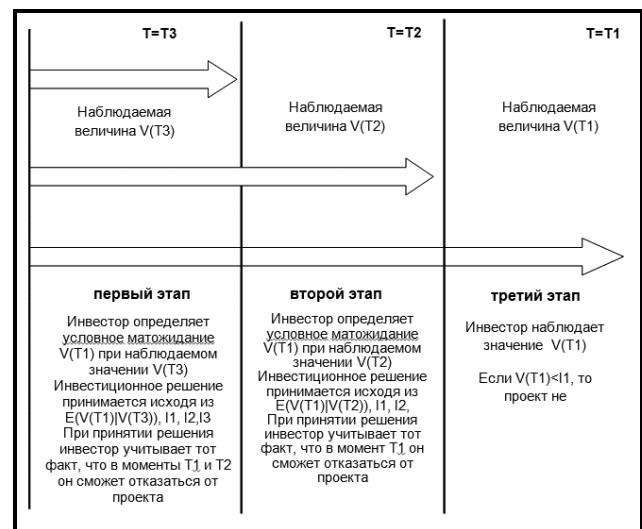 T=T3
T=T2
T=T1
Наблюдаемая
величина V(T3)
Наблюдаемая
величина V(T2)
Наблюдаемая
величина V(T1)
первый этап
Инвестор определяет
условное матожидание
V(T1) при наблюдаемом
значении V(T3)
Инвестиционное решение
принимается исходя из
E(V(T1)|V(T3)), I1, I2,I3
При принятии решения
инвестор учитывает тот
факт, что в моменты T1 и T2
он сможет отказаться от
проекта
второй этап
Инвестор определяет
условное матожидание
V(T1) при наблюдаемом
значении V(T2)
Инвестиционное решение
принимается исходя из
E(V(T1)|V(T2)), I1, I2,
При принятии решения
инвестор учитывает тот
факт, что в момент T1 он
сможет отказаться от
проекта
третий этап
Инвестор наблюдает
значение V(T1)
Если V(T1)<I1, то
проект не